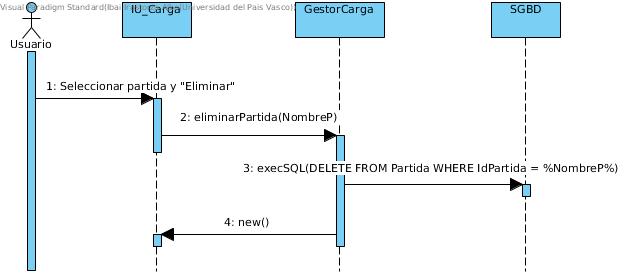 Visual Paradigm Standard(Ibai
(Universidad del Pais Vasco)
IU_Carga
GestorCarga
SGBD
Usuario
1: Seleccionar partida y "Eliminar"
2: eliminarPartida(NombreP)
3: execSQL(DELETE FROM Partida WHERE IdPartida = %NombreP%)
4: new()